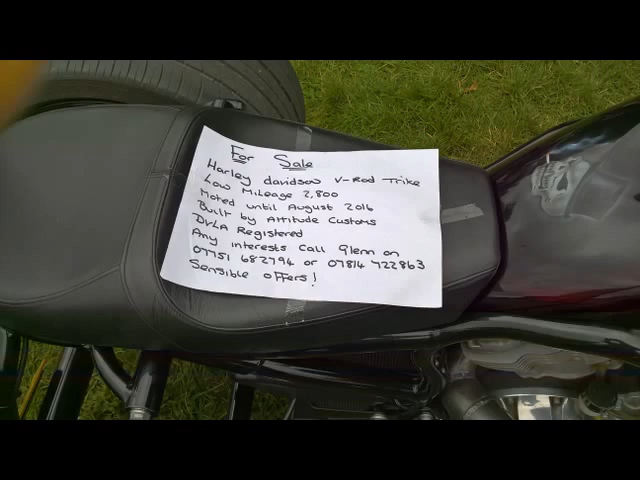 For Sale
Harley davidson V-Rod Trike
Low Mileage 2,800
Moted until August 2016
Built by Attitude Customs
DVLA Registered
Any interests Call Glenn on
07751 682794 or 07814 722863
Sensible offers!